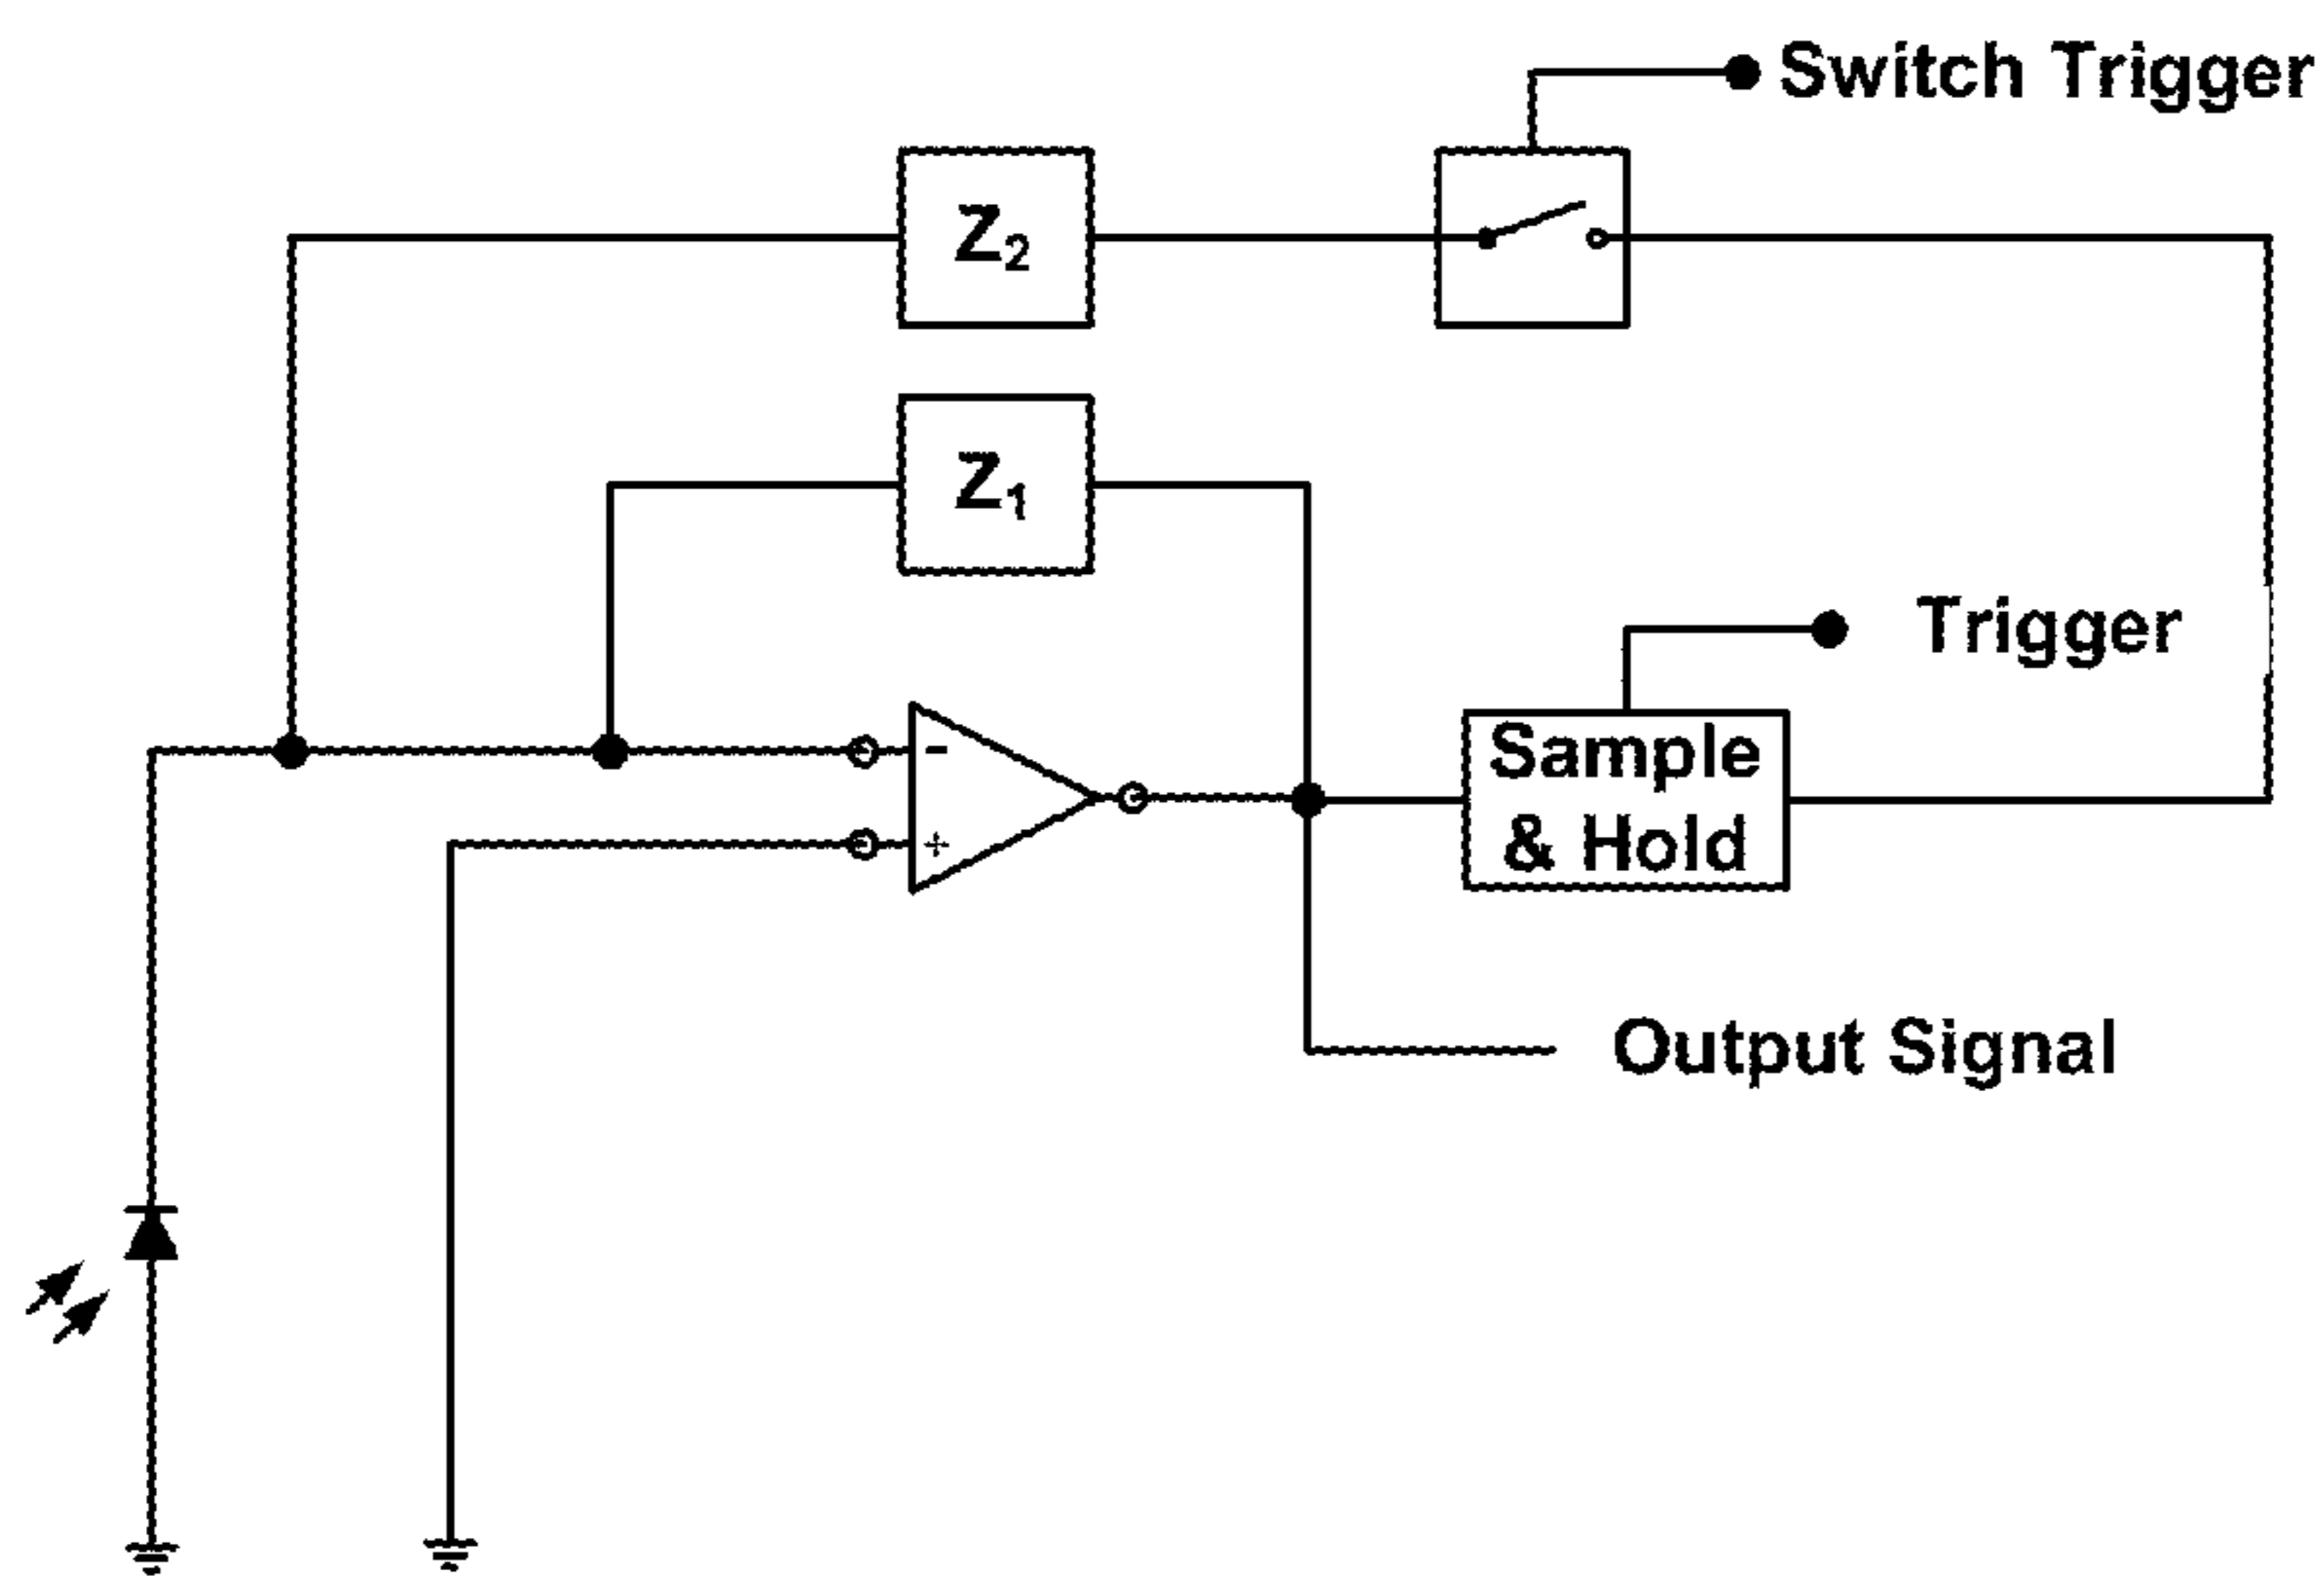 Switch Trigger
Z₂
Z₁
Trigger
-
+
Sample
& Hold
Output Signal